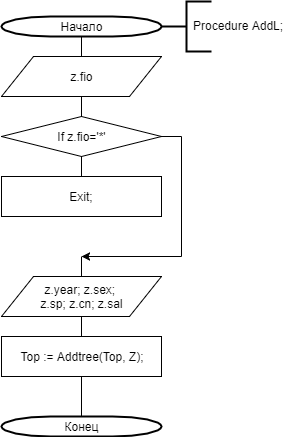 Начало
Procedure AddL;
z.fio
If z.fio='*'
Exit;
z.year; z.sex;
z.sp; z.cn; z.sal
Top := Addtree(Top, Z);
Конец